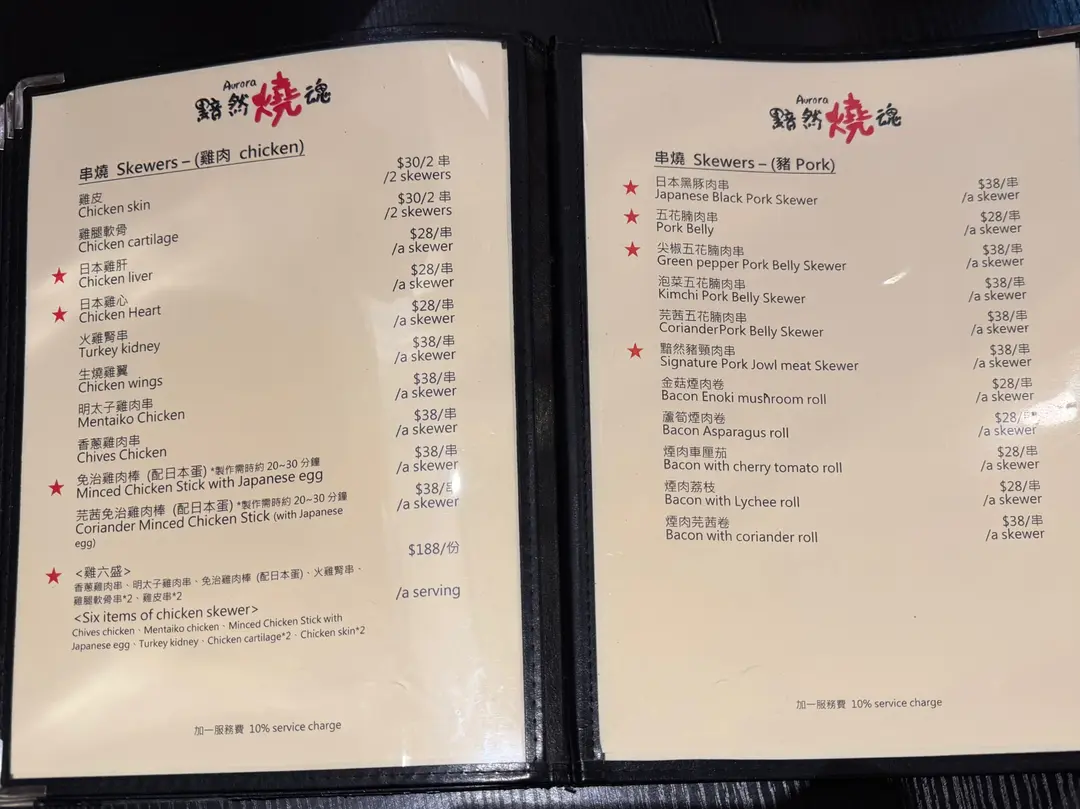 Aurora
黯然燒魂
串燒 Skewers – (雞肉 chicken)
雞皮 $30/2 串
Chicken skin /2 skewers
雞腿軟骨 $30/2 串
Chicken cartilage /2 skewers
日本雞肝 $28/串
Chicken liver /a skewer
日本雞心 $28/串
Chicken Heart /a skewer
火雞腎串 $28/串
Turkey kidney /a skewer
生燒雞翼 $38/串
Chicken wings /a skewer
明太子雞肉串 $38/串
Mentaiko Chicken /a skewer
香蔥雞肉串 $38/串
Chives Chicken /a skewer
免治雞肉棒 (配日本蛋) *製作需時約 20~30 分鐘 $38/串
Minced Chicken Stick with Japanese egg /a skewer
芫茜免治雞肉棒 (配日本蛋) *製作需時約 20~30 分鐘 $38/
Coriander Minced Chicken Stick (with Japanese /a skewer
egg)
$188/份
<雞六盛>
香蔥雞肉串、明太子雞肉串、免治雞肉棒 (配日本蛋)、火雞腎串、
雞腿軟骨串*2、雞皮串*2 /a serving
<Six items of chicken skewer>
Chives chicken、Mentaiko chicken、Minced Chicken Stick with
Japanese egg、Turkey kidney、Chicken cartilage*2、Chicken skin*2
加一服務費 10% service charge
Aurora
黯然燒魂
串燒 Skewers – (豬 Pork)
日本黑豚肉串 $38/串
Japanese Black Pork Skewer /a skewer
五花腩肉串 $28/串
Pork Belly /a skewer
尖椒五花腩肉串 $38/串
Green pepper Pork Belly Skewer /a skewer
泡菜五花腩肉串 $38/串
Kimchi Pork Belly Skewer /a skewer
芫茜五花腩肉串 $38/串
CorianderPork Belly Skewer /a skewer
黯然豬頸肉串 $38/串
Signature Pork Jowl meat Skewer /a skewer
金菇煙肉卷 $28/串
Bacon Enoki mushroom roll /a skewer
蘆筍煙肉卷 $28/
Bacon Asparagus roll /a skewer
煙肉車厘茄 $28/串
Bacon with cherry tomato roll /a skewer
煙肉荔枝 $28/串
Bacon with Lychee roll /a skewer
煙肉芫茜卷 $38/串
Bacon with coriander roll /a skewer
加一服務費 10% service charge